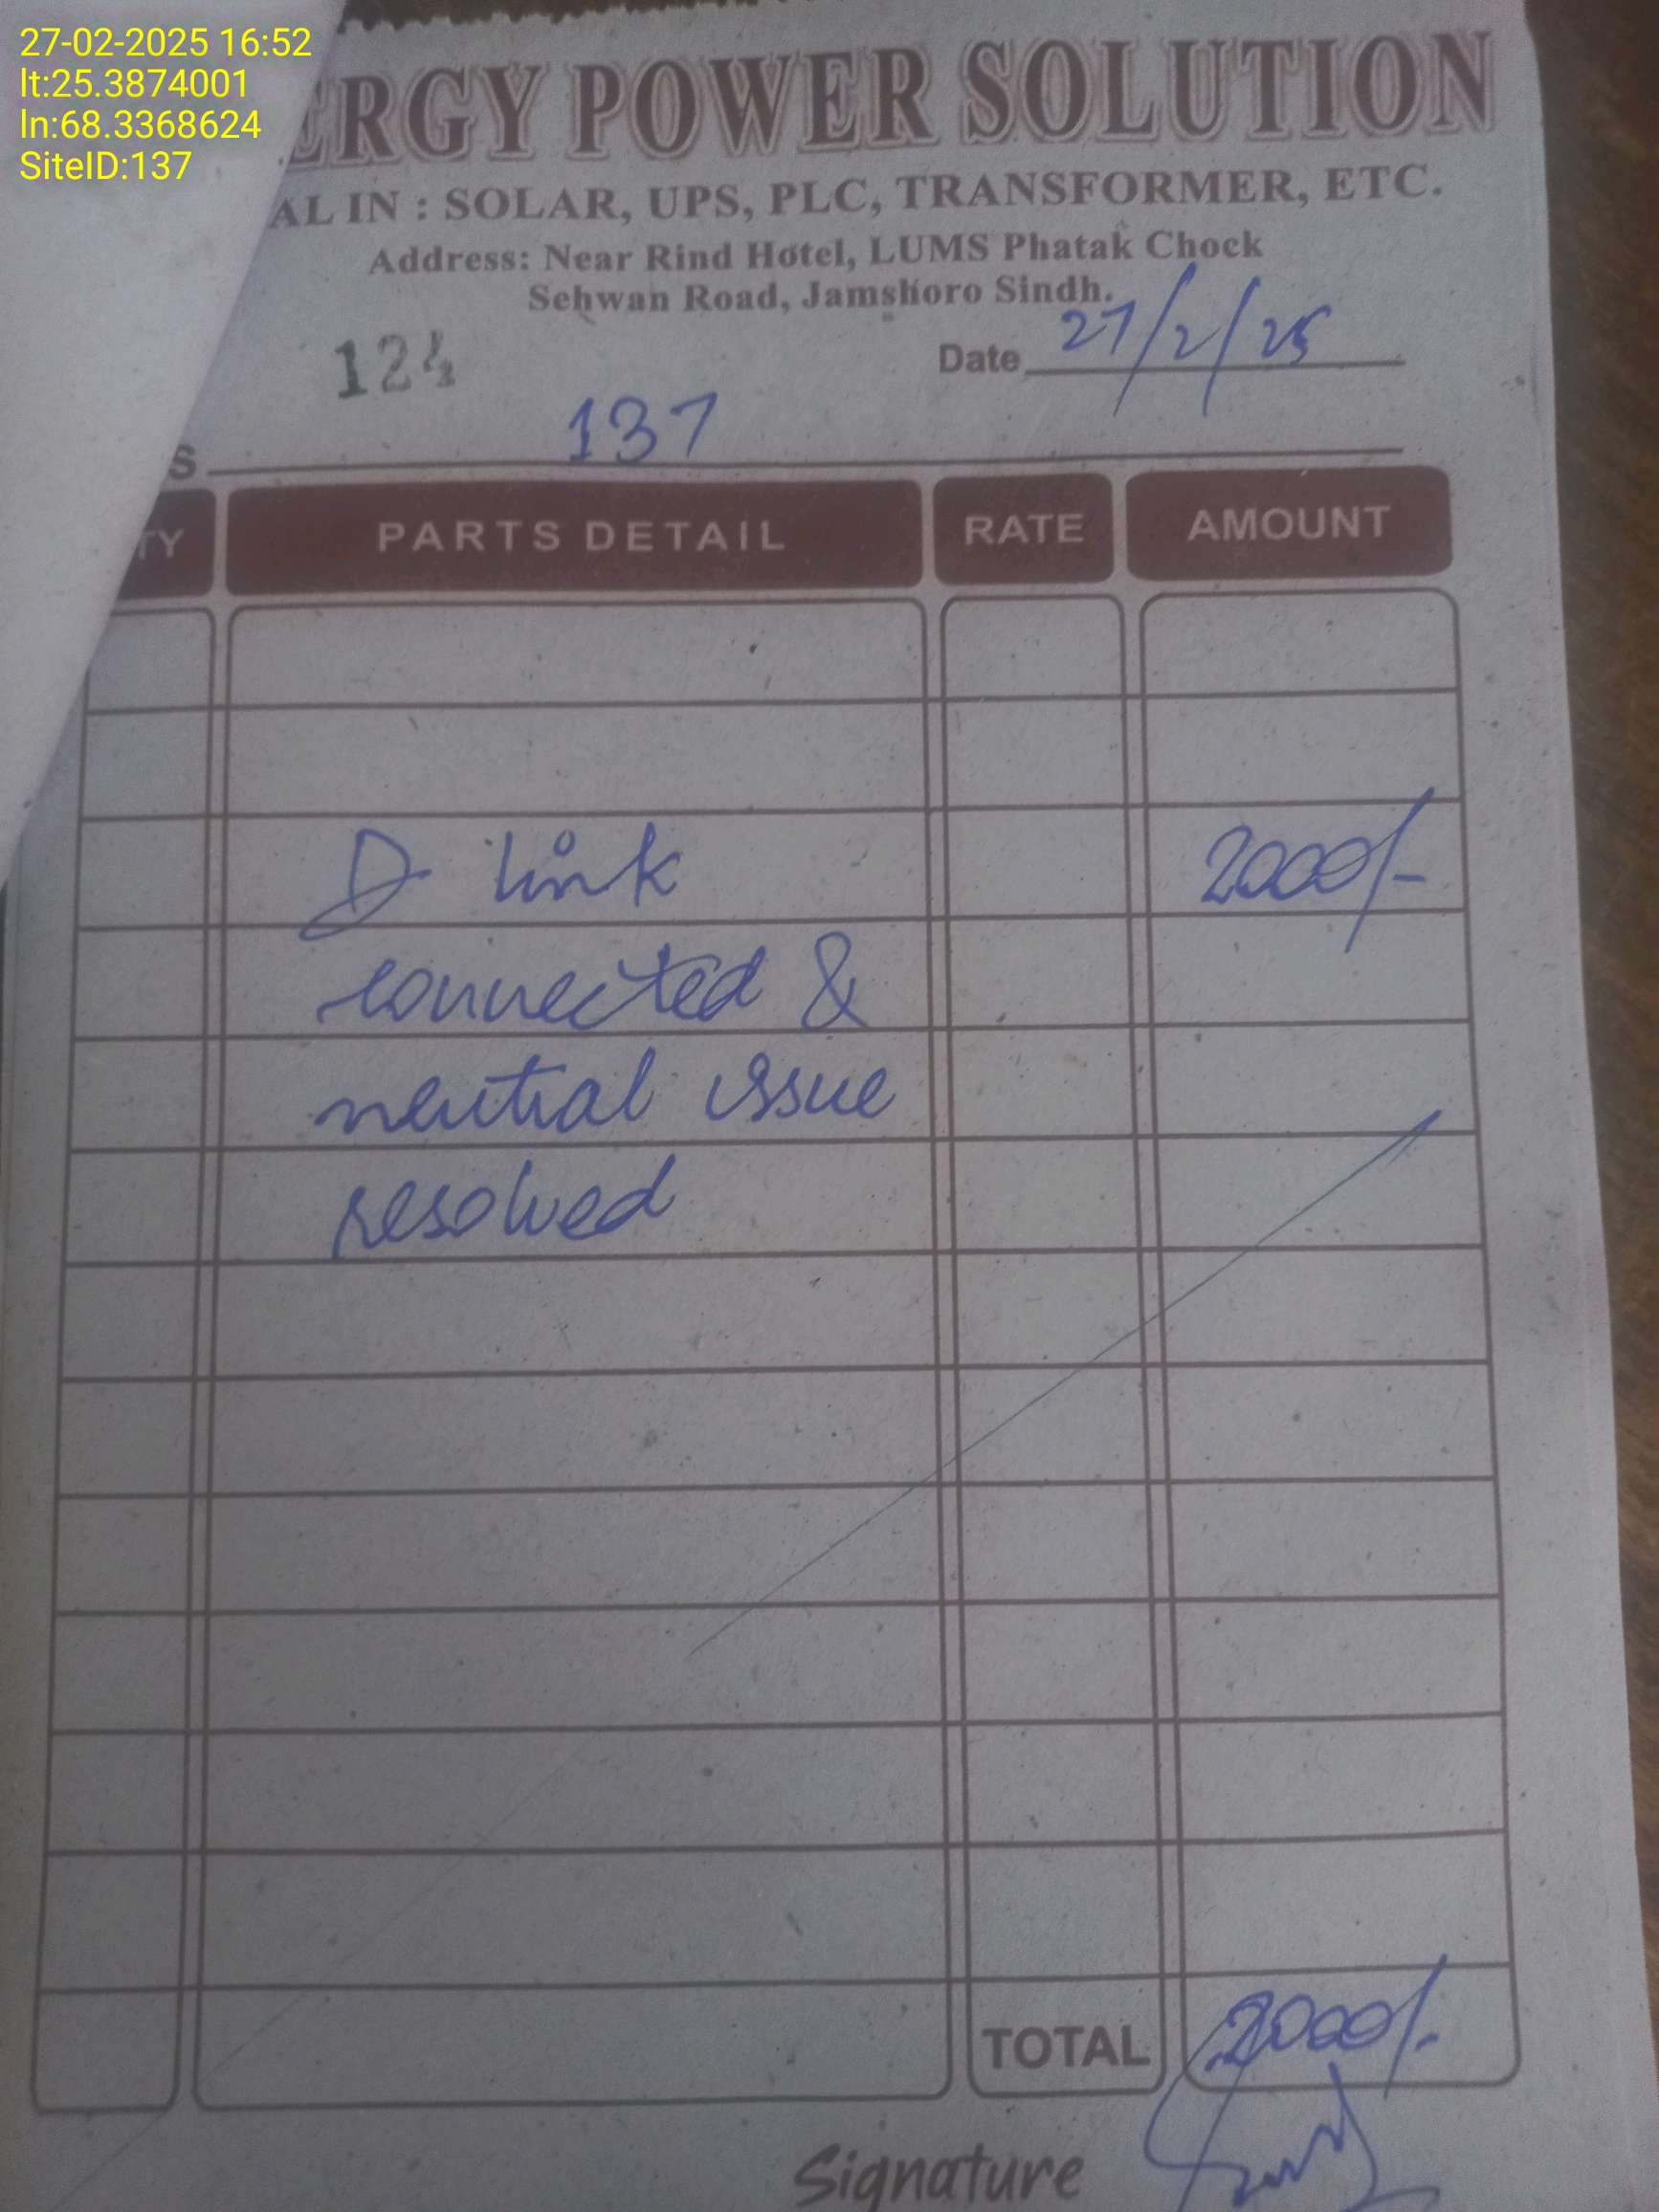 27-02-2025 16:52
lt:25.3874001
ln:68.3368624
SiteID:137
ERGY POWER SOLUTION
AL IN : SOLAR, UPS, PLC, TRANSFORMER, ETC.
Address: Near Rind Hotel, LUMS Phatak Chock
Sehwan Road, Jamshoro Sindh.
124
Date 27/2/25
S 137
TY PARTS DETAIL RATE AMOUNT
D link 2000/-
connected &
neutral issue
resolved
TOTAL 2000/-
Signature